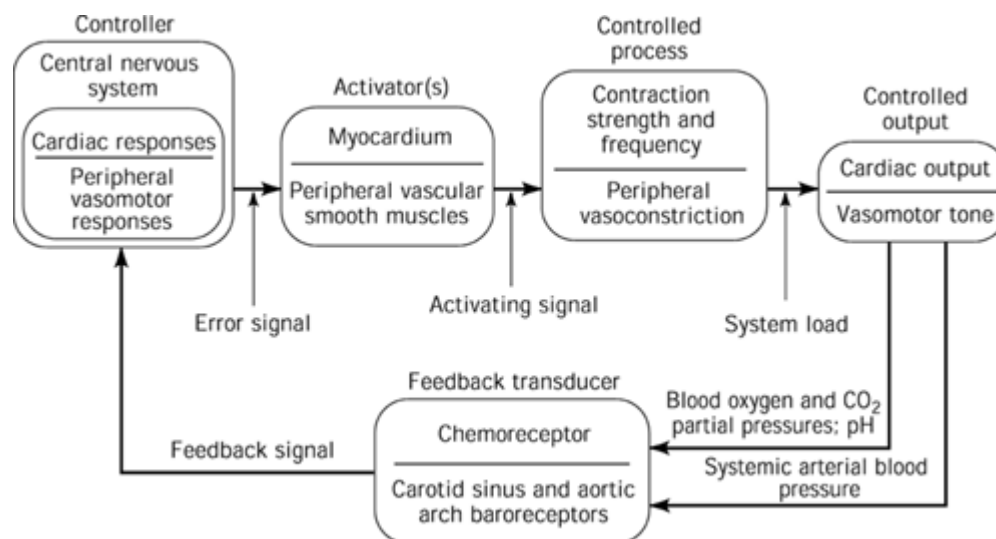 Controller
Central nervous
system
Cardiac responses
Peripheral
vasomotor
responses
Activator(s)
Myocardium
Peripheral vascular
smooth muscles
Controlled
process
Contraction
strength and
frequency
Peripheral
vasoconstriction
Controlled
output
Cardiac output
Vasomotor tone
Error signal
Activating signal
System load
Feedback transducer
Chemoreceptor
Carotid sinus and aortic
arch baroreceptors
Feedback signal
Blood oxygen and CO₂
partial pressures; pH
Systemic arterial blood
pressure